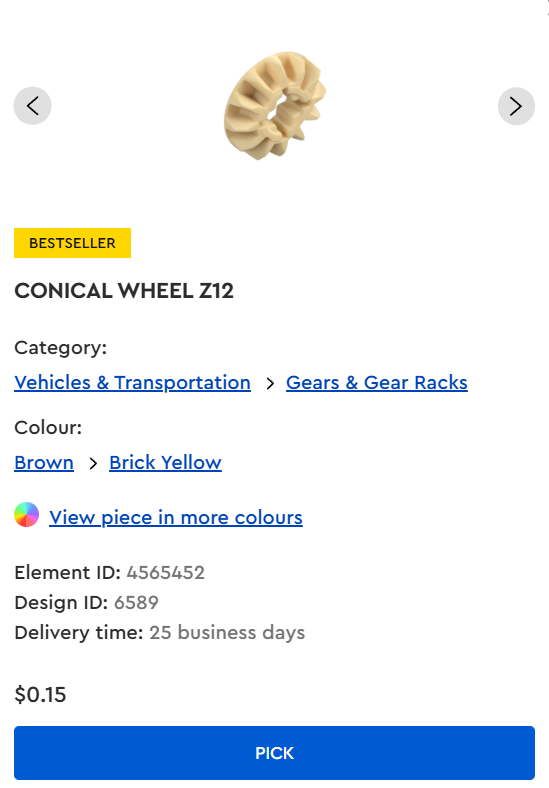 BESTSELLER
CONICAL WHEEL Z12
Category:
Vehicles & Transportation > Gears & Gear Racks
Colour:
Brown > Brick Yellow
View piece in more colours
Element ID: 4565452
Design ID: 6589
Delivery time: 25 business days
$0.15
PICK